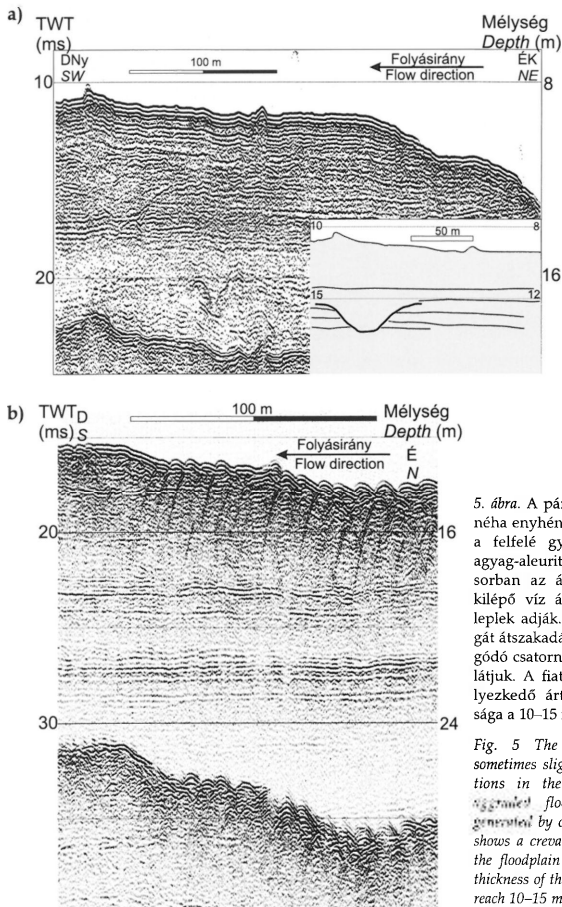 a)
TWT
(ms)
Mélység
Depth (m)
DNy
SW
100 m
Folyásirány
Flow direction
ÉK
NE
10
8
10
8
50 m
20
16
15
12
b)
TWT
(ms)
D
S
100 m
Mélység
Depth (m)
Folyásirány
Flow direction
É
N
20
16
30
24
5. ábra. A pár
néha enyhén
a felfelé gy
agyag-aleurit
sorban az á
kilépő víz á
leplek adják.
gát átszakadá
gódó csatorn
látjuk. A fiat
lyezkedő árt
sága a 10–15
Fig. 5 The
sometimes slig
tions in the
aggraded floo
generated by c
shows a creva
the floodplain
thickness of th
reach 10–15 m